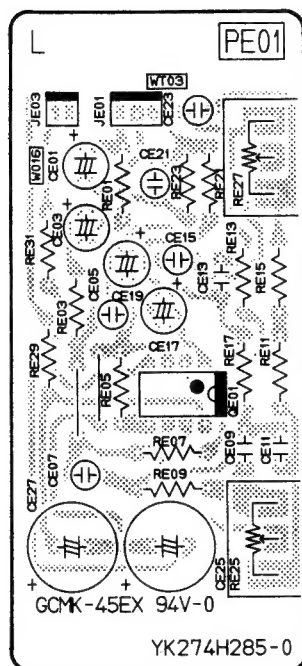 L
PE01
WT03
JE03
JE01
CE23
W016
CE01
CE21
RE01
RE23
RE21
RE27
CE03
CE15
RE31
CE05
RE03
CE19
CE13
RE13
RE15
CE17
RE29
RE05
QE01
RE17
RE11
RE07
CE09
CE11
CE07
RE09
CE27
CE25
RE25
GCMK-45EX 94V-0
YK274H285-0